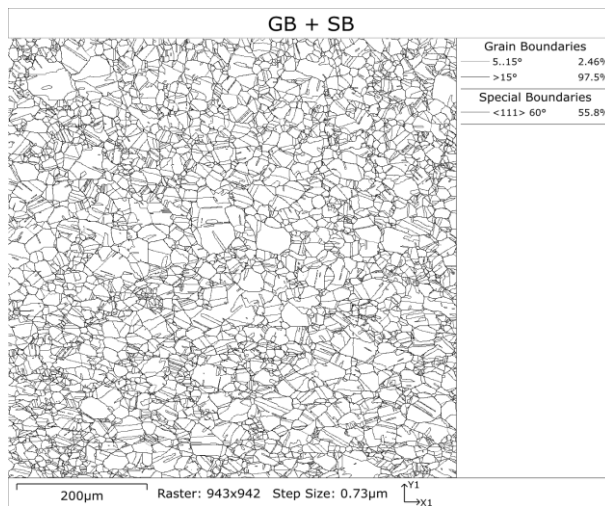 GB + SB
Grain Boundaries
5..15° 2.46%
>15° 97.5%
Special Boundaries
<111> 60° 55.8%
200µm Raster: 943x942 Step Size: 0.73µm Y1
X1